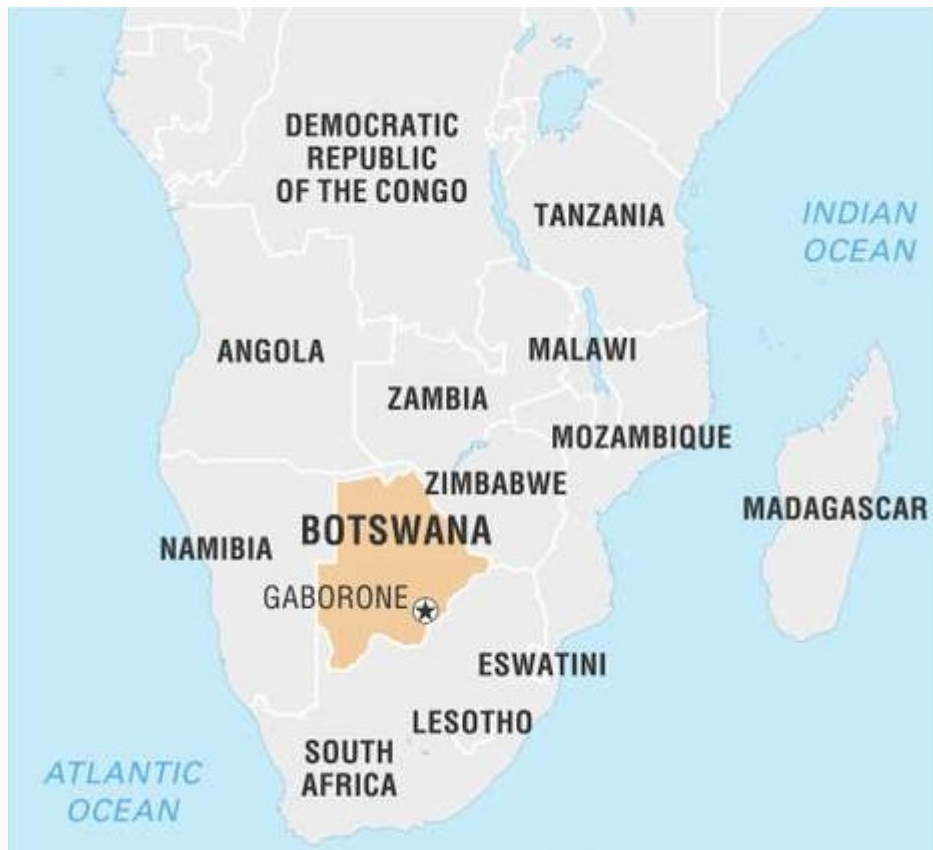 DEMOCRATIC
REPUBLIC
OF THE CONGO
TANZANIA
INDIAN
OCEAN
ANGOLA
MALAWI
ZAMBIA
MOZAMBIQUE
ZIMBABWE
MADAGASCAR
BOTSWANA
NAMIBIA
GABORONE
ESWATINI
LESOTHO
SOUTH
AFRICA
ATLANTIC
OCEAN